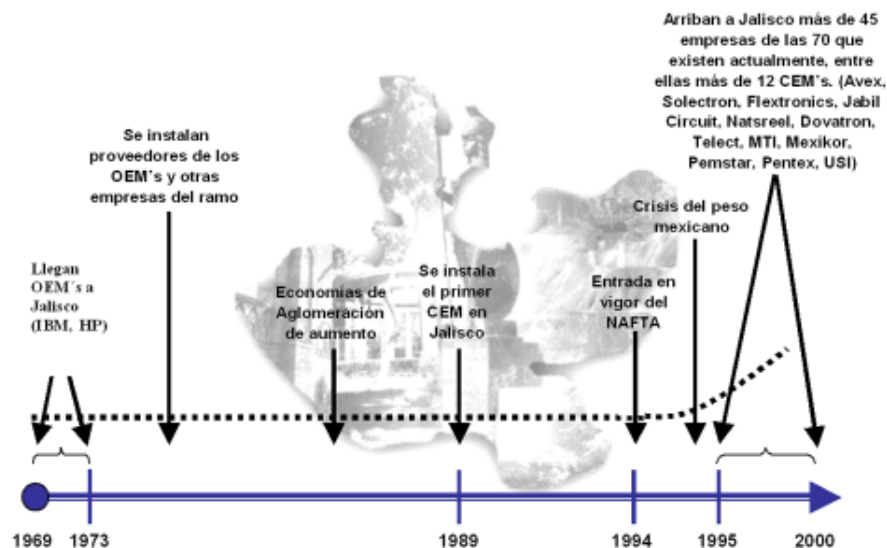 Arriban a Jalisco más de 45
empresas de las 70 que
existen actualmente, entre
ellas más de 12 CEM's. (Avex,
Solectron, Flextronics, Jabil
Circuit, Natsreel, Dovatron,
Telect, MTI, Mexikor,
Pemstar, Pentex, USI)
Se instalan
proveedores de los
OEM's y otras
empresas del ramo
Crisis del peso
mexicano
Llegan
OEM´s a
Jalisco
(IBM, HP)
Economías de
Aglomeración
de aumento
Se instala
el primer
CEM en
Jalisco
Entrada en
vigor del
NAFTA
1969
1973
1989
1994
1995
2000